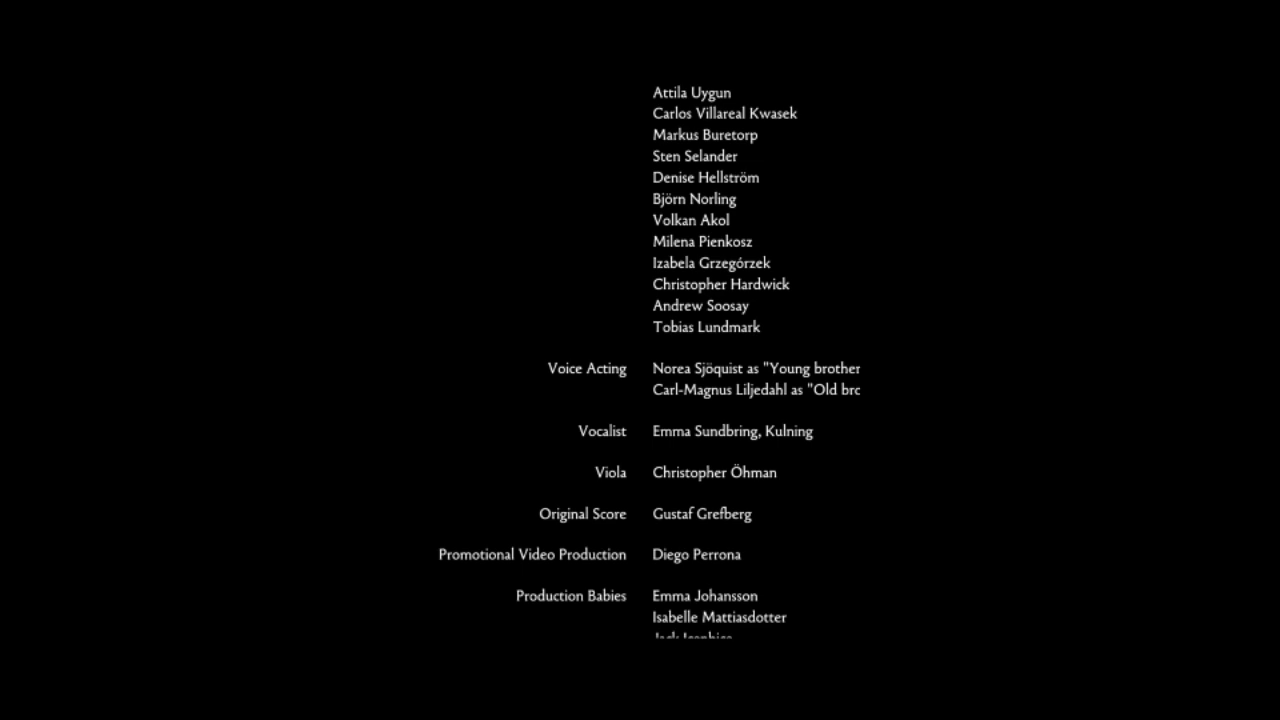 Attila Uygun
Carlos Villareal Kwasek
Markus Buretorp
Sten Selander
Denise Hellström
Björn Norling
Volkan Akol
Milena Pienkosz
Izabela Grzegórzek
Christopher Hardwick
Andrew Soosay
Tobias Lundmark
Voice Acting Norea Sjöquist as "Young brother
Carl-Magnus Liljedahl as "Old bro
Vocalist Emma Sundbring, Kulning
Viola Christopher Öhman
Original Score Gustaf Grefberg
Promotional Video Production Diego Perrona
Production Babies Emma Johansson
Isabelle Mattiasdotter